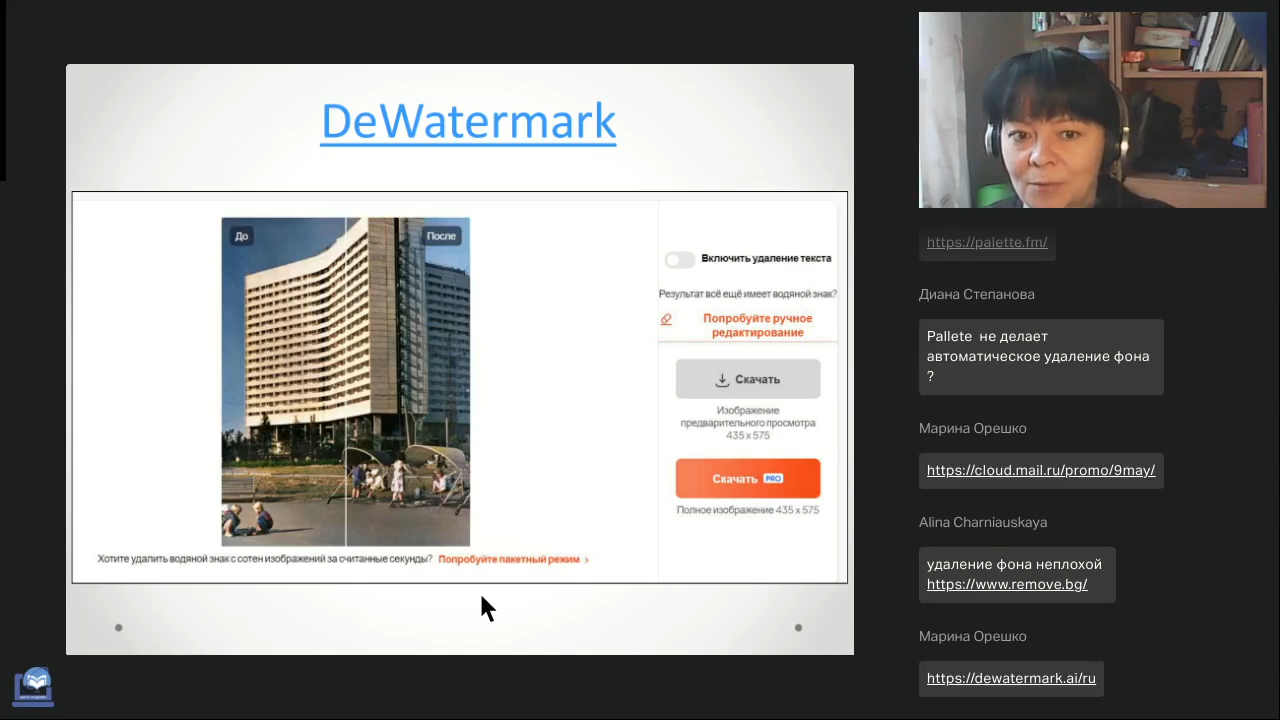 DeWatermark
До
После
Включить удаление текста
Результат всё ещё имеет водяной знак?
Попробуйте ручное
редактирование
Скачать
Изображение
предварительного просмотра
435 x 575
Скачать PRO
Полное изображение 435 x 575
Хотите удалить водяной знак с сотен изображений за считанные секунды? Попробуйте пакетный режим ›
https://palette.fm/
Диана Степанова
Pallete не делает
автоматическое удаление фона
?
Марина Орешко
https://cloud.mail.ru/promo/9may/
Alina Charniauskaya
удаление фона неплохой
https://www.remove.bg/
Марина Орешко
https://dewatermark.ai/ru